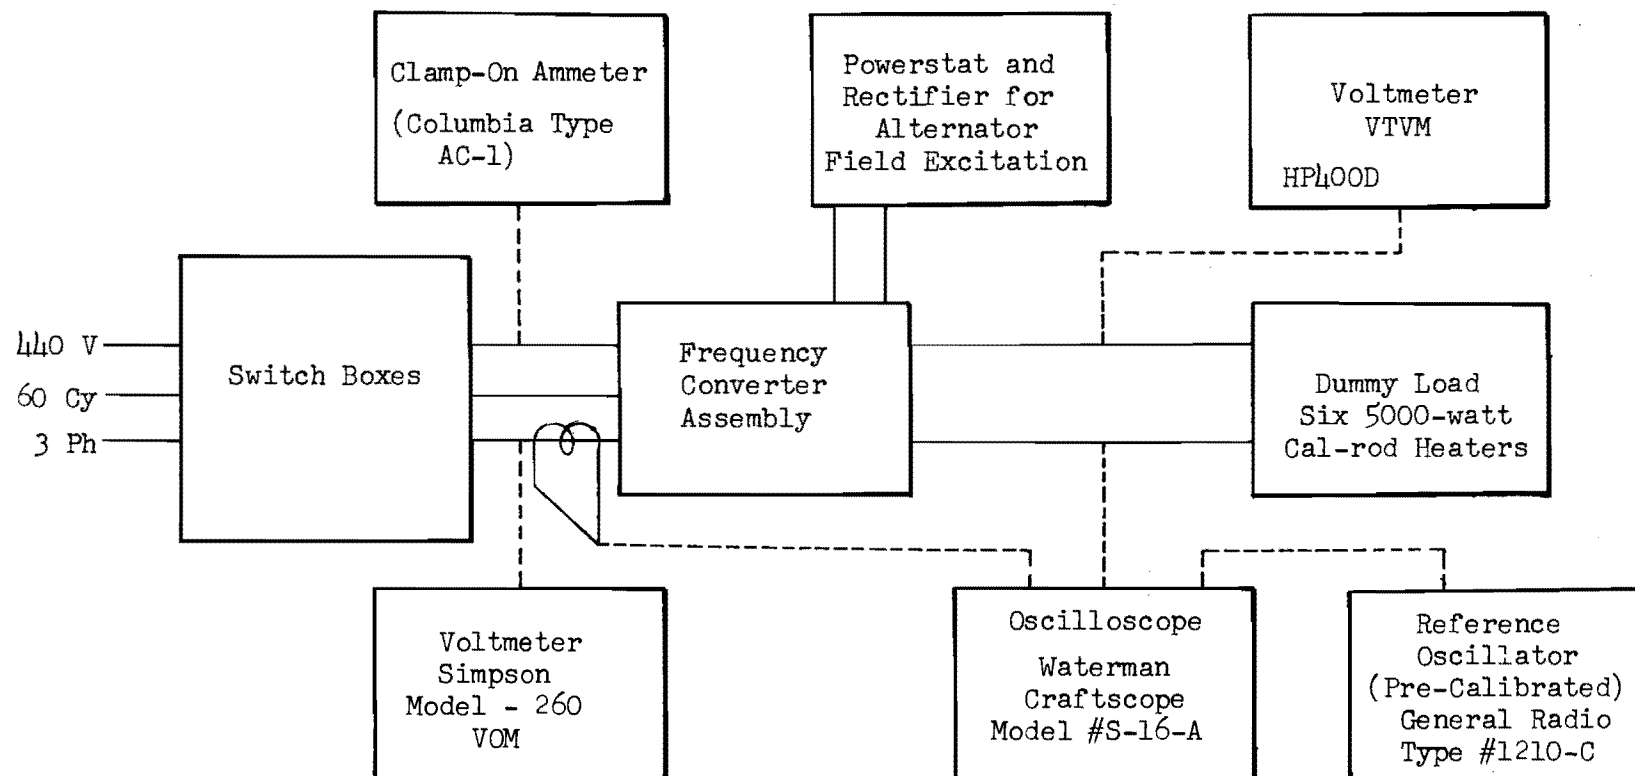 Clamp-On Ammeter
(Columbia Type
AC-1)
Powerstat and
Rectifier for
Alternator
Field Excitation
Voltmeter
VTVM
HP400D
440 V
60 Cy
3 Ph
Switch Boxes
Frequency
Converter
Assembly
Dummy Load
Six 5000-watt
Cal-rod Heaters
Voltmeter
Simpson
Model - 260
VOM
Oscilloscope
Waterman
Craftscope
Model #S-16-A
Reference
Oscillator
(Pre-Calibrated)
General Radio
Type #1210-C